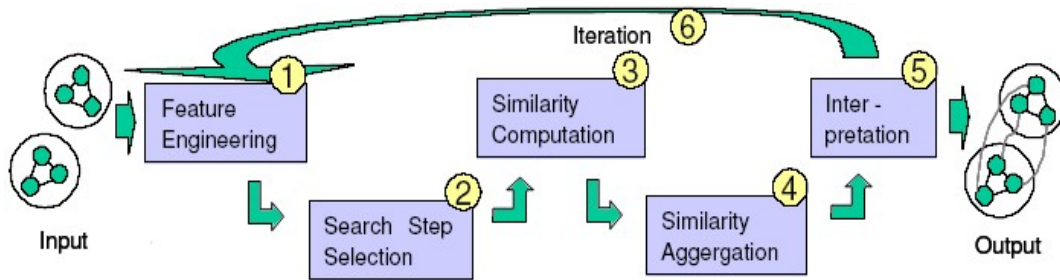 Iteration
6
1
Feature
Engineering
2
Search Step
Selection
3
Similarity
Computation
4
Similarity
Aggergation
5
Inter -
pretation
Input
Output